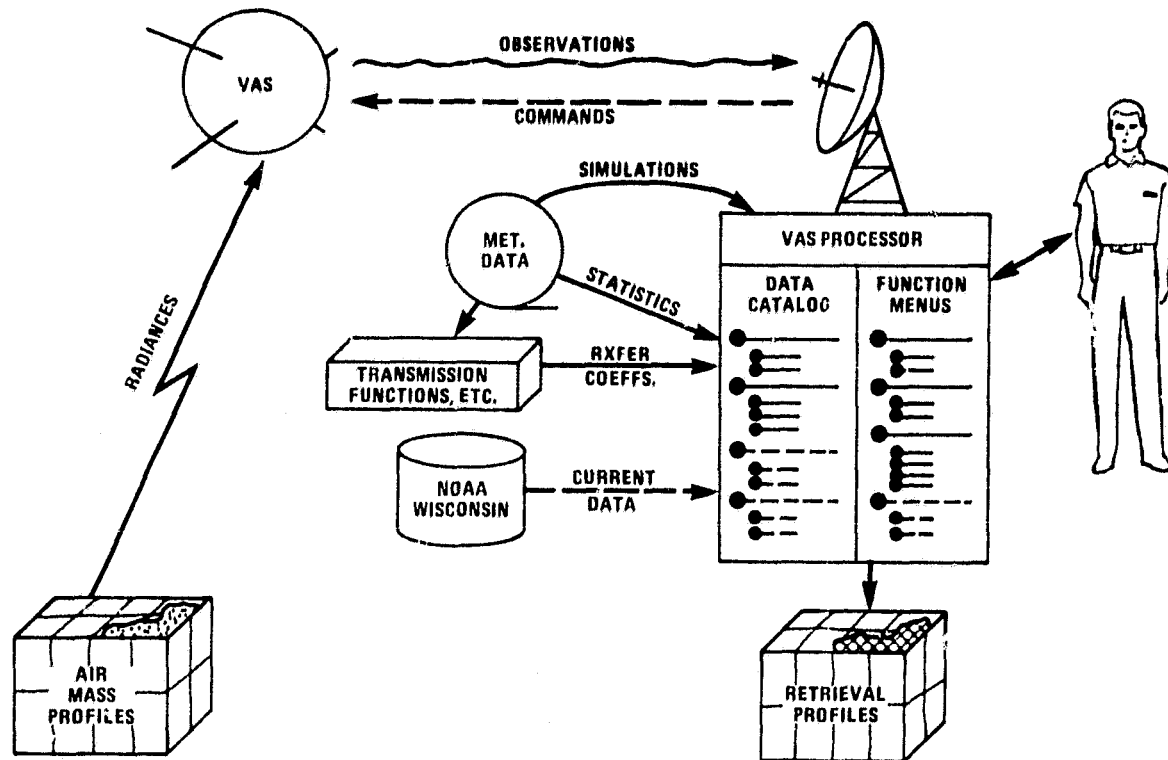 OBSERVATIONS
VAS
COMMANDS
SIMULATIONS
MET.
DATA
VAS PROCESSOR
STATISTICS
DATA
CATALOG
FUNCTION
MENUS
RADIANCES
RXFER
COEFFS.
TRANSMISSION
FUNCTIONS, ETC.
NOAA
WISCONSIN
CURRENT
DATA
AIR
MASS
PROFILES
RETRIEVAL
PROFILES